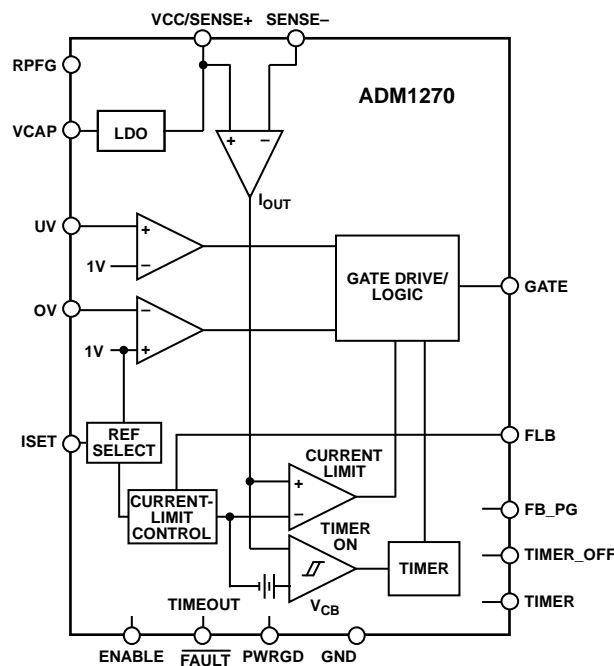 VCC/SENSE+ SENSE–
RPFG
ADM1270
VCAP
LDO
+ –
IOUT
UV
+
1V
–
GATE DRIVE/
LOGIC
GATE
OV
–
1V
+
ISET
REF
SELECT
FLB
CURRENT
LIMIT
+
–
CURRENT-
LIMIT
CONTROL
FB_PG
TIMER
ON
TIMER_OFF
TIMER
VCB
TIMER
TIMEOUT
ENABLE
FAULT
PWRGD
GND